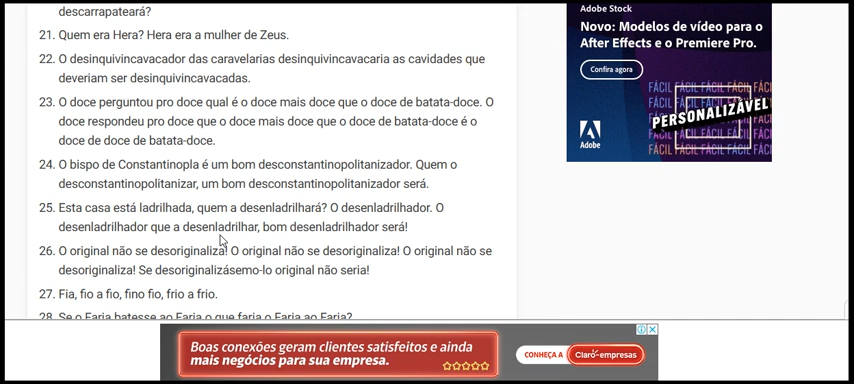 descarrapateará?
21. Quem era Hera? Hera era a mulher de Zeus.
22. O desinquivincavacador das caravelarias desinquivincavacaria as cavidades que
deveriam ser desinquivincavacadas.
23. O doce perguntou pro doce qual é o doce mais doce que o doce de batata-doce. O
doce respondeu pro doce que o doce mais doce que o doce de batata-doce é o
doce de doce de batata-doce.
24. O bispo de Constantinopla é um bom desconstantinopolitanizador. Quem o
desconstantinopolitanizar, um bom desconstantinopolitanizador será.
25. Esta casa está ladrilhada, quem a desenladrilhará? O desenladrilhador. O
desenladrilhador que a desenladrilhar, bom desenladrilhador será!
26. O original não se desoriginaliza! O original não se desoriginaliza! O original não se
desoriginaliza! Se desoriginalizásemo-lo original não seria!
27. Fia, fio a fio, fino fio, frio a frio.
28. Se o Faria batesse ao Faria o que faria o Faria ao Faria?
Adobe Stock
Novo: Modelos de vídeo para o
After Effects e o Premiere Pro.
Confira agora
FÁCIL FÁCIL FÁCIL FÁCIL FÁCI
PERSONALIZÁVEL
Adobe
Boas conexões geram clientes satisfeitos e ainda
mais negócios para sua empresa.
CONHEÇA A
Claro empresas